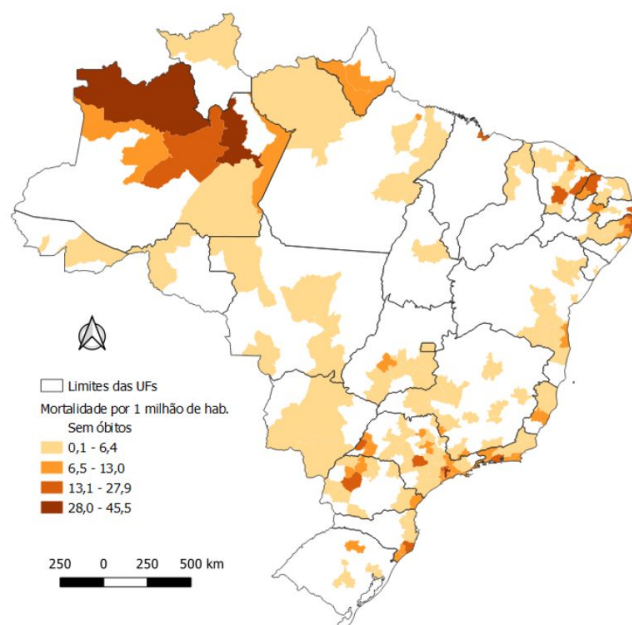 Limites das UFs
Mortalidade por 1 milhão de hab.
Sem óbitos
0,1 - 6,4
6,5 - 13,0
13,1 - 27,9
28,0 - 45,5
250 0 250 500 km